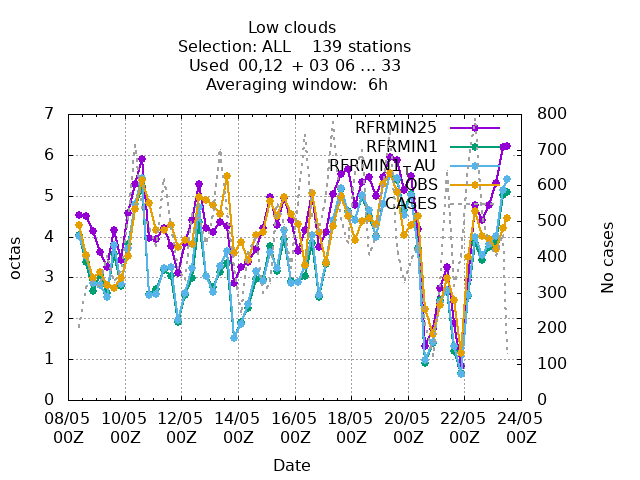 Low clouds
Selection: ALL    139 stations
Used  00,12  + 03 06 ... 33
Averaging window:  6h
7 800
RFRMIN25
RFRMIN1
6 700
RFRMIN1-AU
OBS 600
CASES
5
500
4 400
octas
No cases
3 300
2 200
1 100
0 0
08/05 10/05 12/05 14/05 16/05 18/05 20/05 22/05 24/05
00Z 00Z 00Z 00Z 00Z 00Z 00Z 00Z 00Z
Date